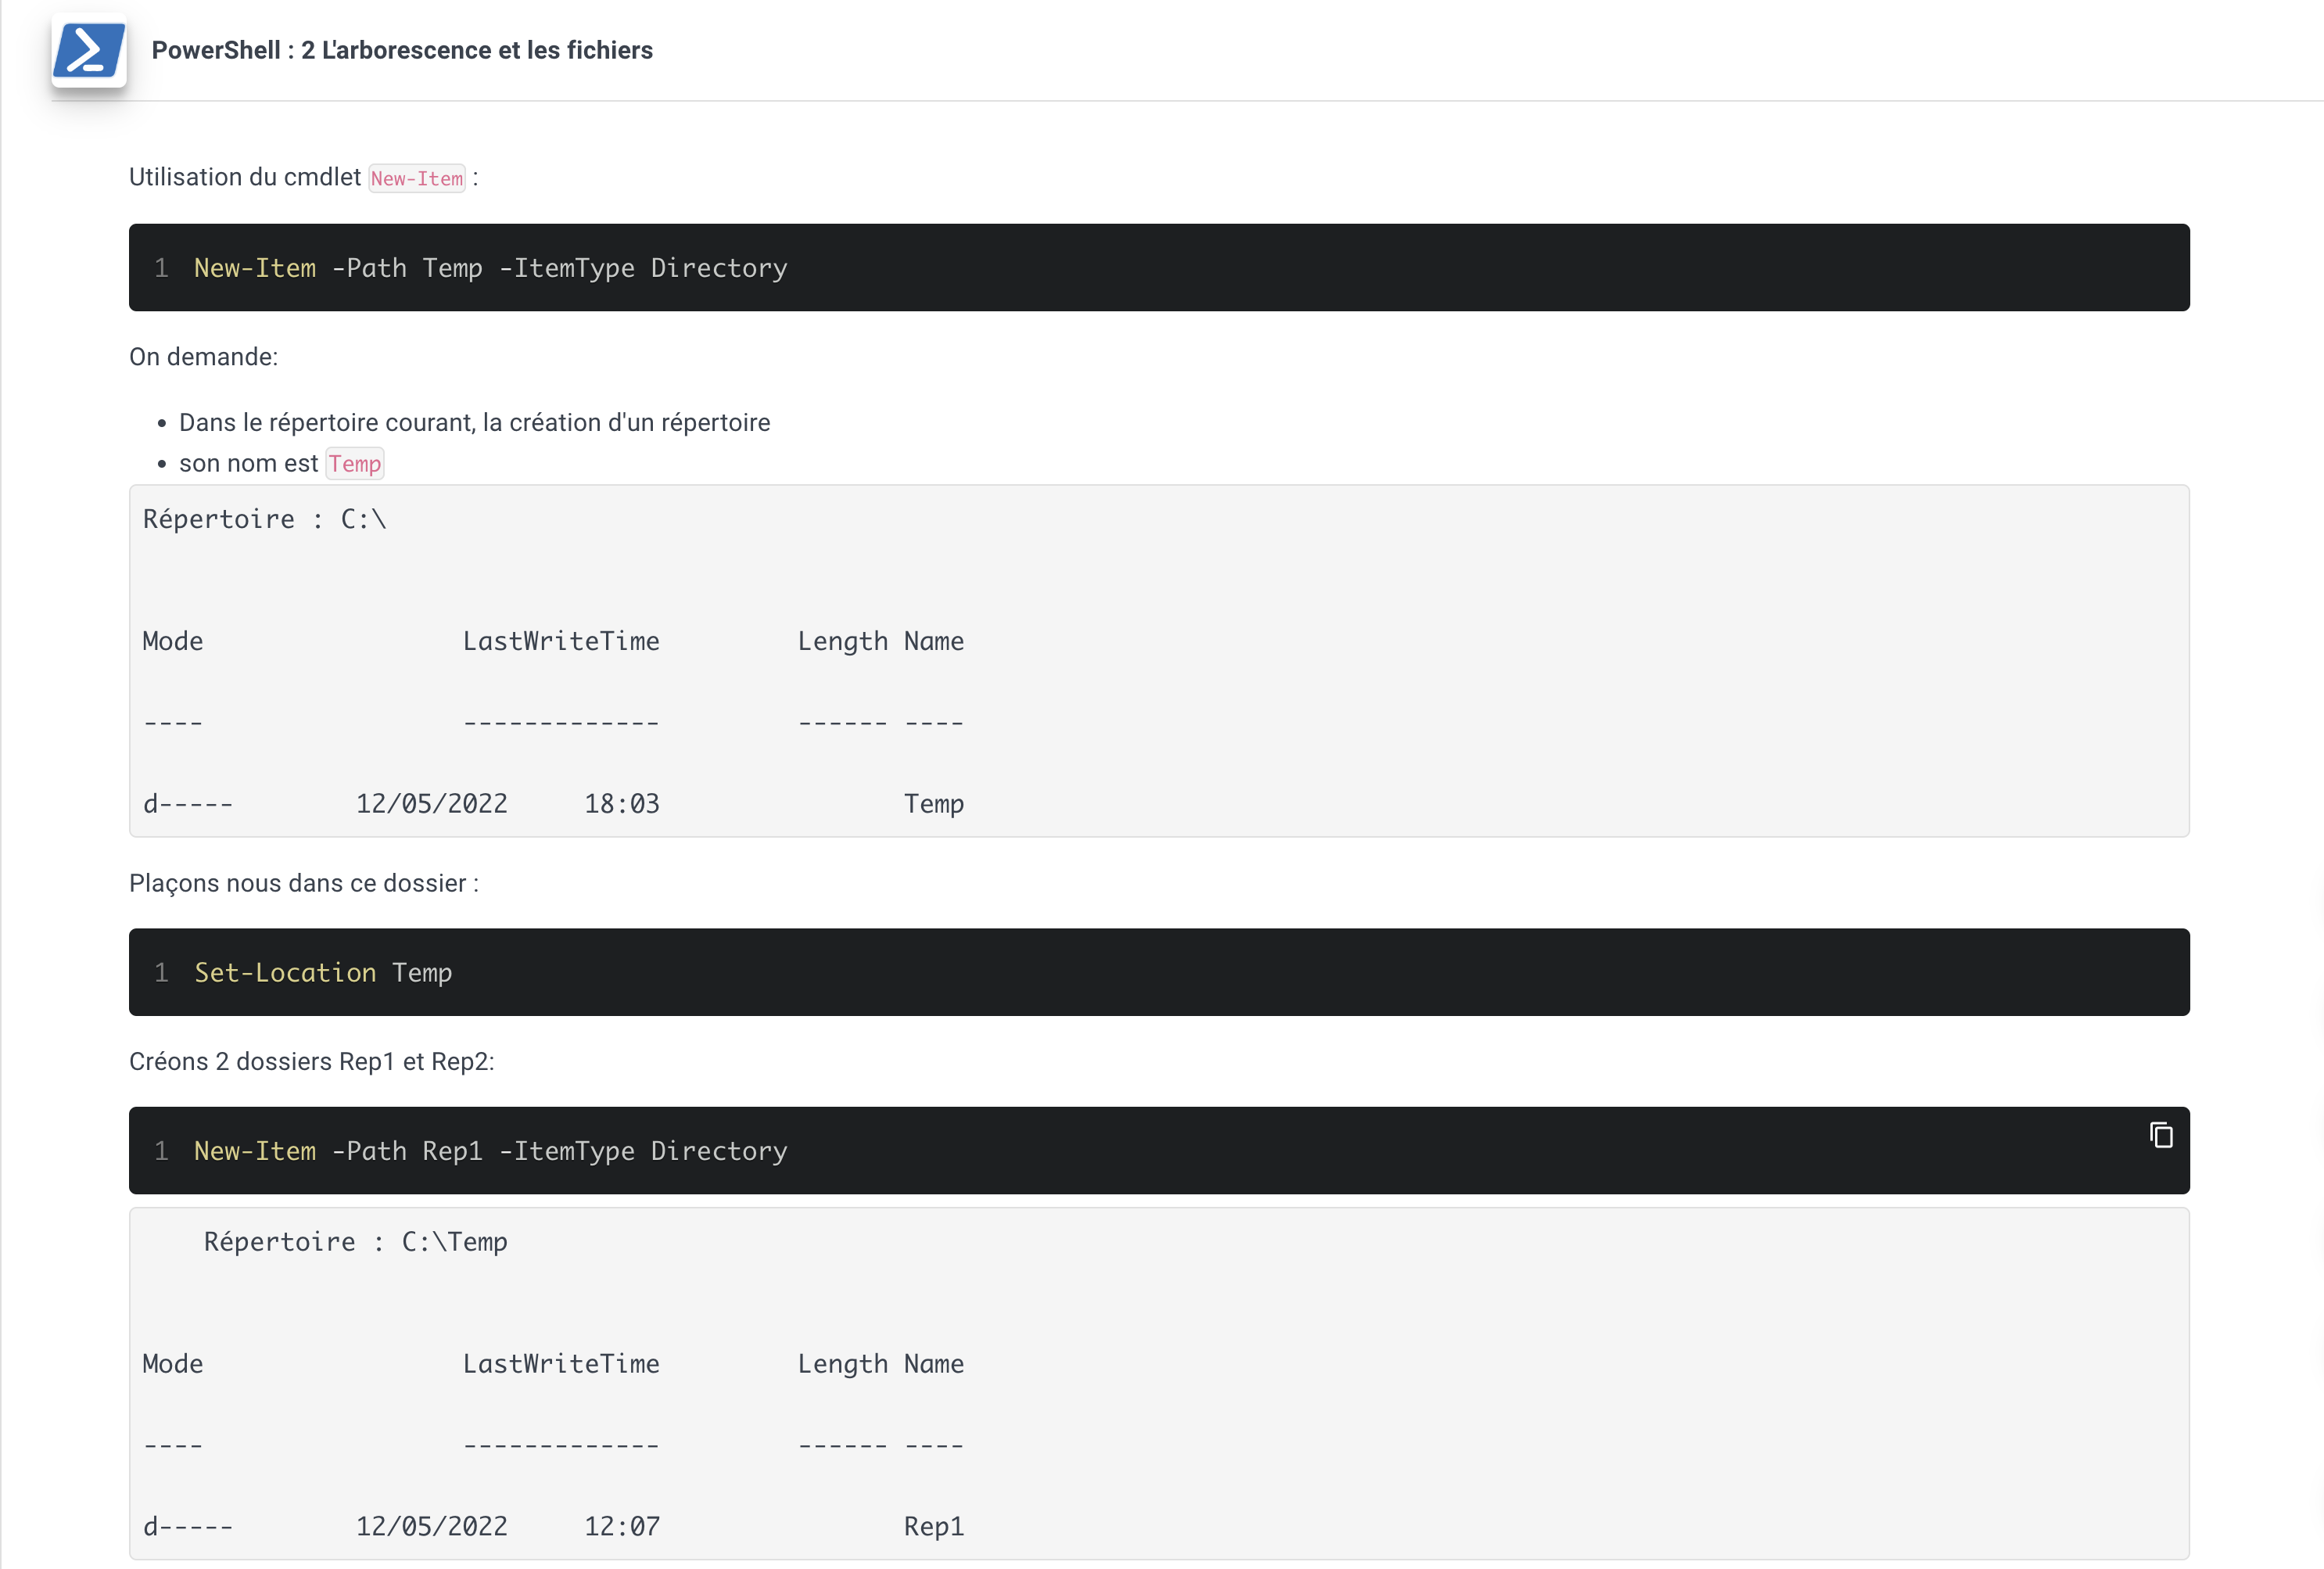 PowerShell : 2 L'arborescence et les fichiers
Utilisation du cmdlet New-Item :
1 New-Item -Path Temp -ItemType Directory
On demande:
• Dans le répertoire courant, la création d'un répertoire
• son nom est Temp
Répertoire : C:\
Mode                 LastWriteTime         Length Name
----                 -------------         ------ ----
d-----        12/05/2022     18:03                Temp
Plaçons nous dans ce dossier :
1 Set-Location Temp
Créons 2 dossiers Rep1 et Rep2:
1 New-Item -Path Rep1 -ItemType Directory
    Répertoire : C:\Temp
Mode                 LastWriteTime         Length Name
----                 -------------         ------ ----
d-----        12/05/2022     12:07                Rep1